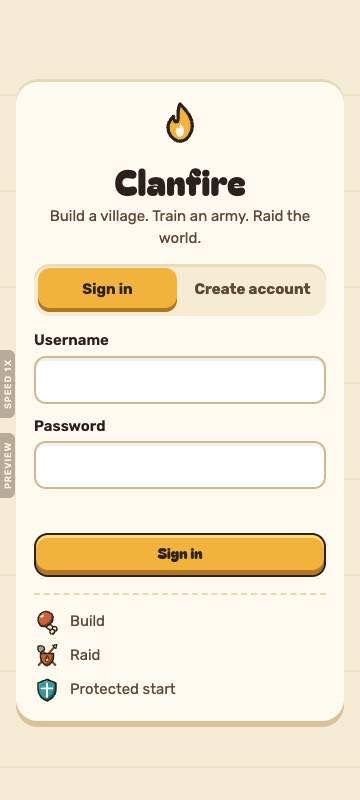 Clanfire
Build a village. Train an army. Raid the
world.
Sign in
Create account
Username
SPEED 1X
Password
PREVIEW
Sign in
Build
Raid
Protected start